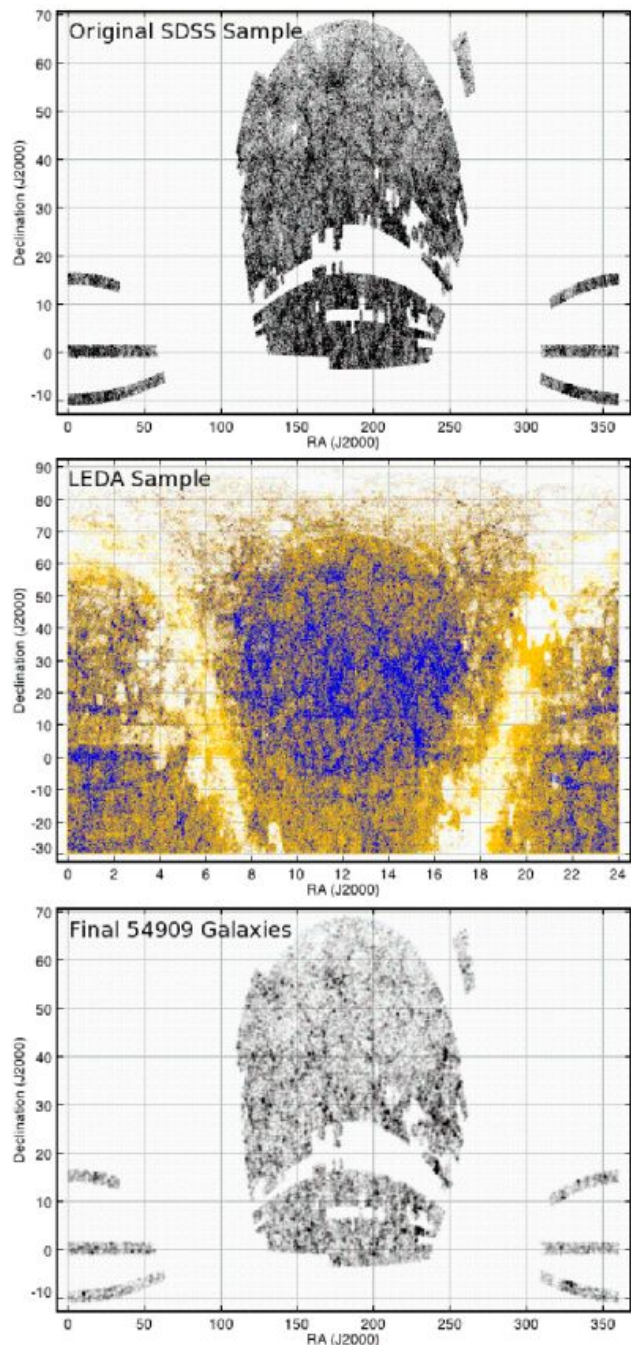 Original SDSS Sample
Declination (J2000)
70
60
50
40
30
20
10
0
-10
0 50 100 150 200 250 300 350
RA (J2000)
LEDA Sample
Declination (J2000)
90
80
70
60
50
40
30
20
10
0
-10
-20
-30
0 2 4 6 8 10 12 14 16 18 20 22 24
RA (J2000)
Final 54909 Galaxies
Declination (J2000)
70
60
50
40
30
20
10
0
-10
0 50 100 150 200 250 300 350
RA (J2000)